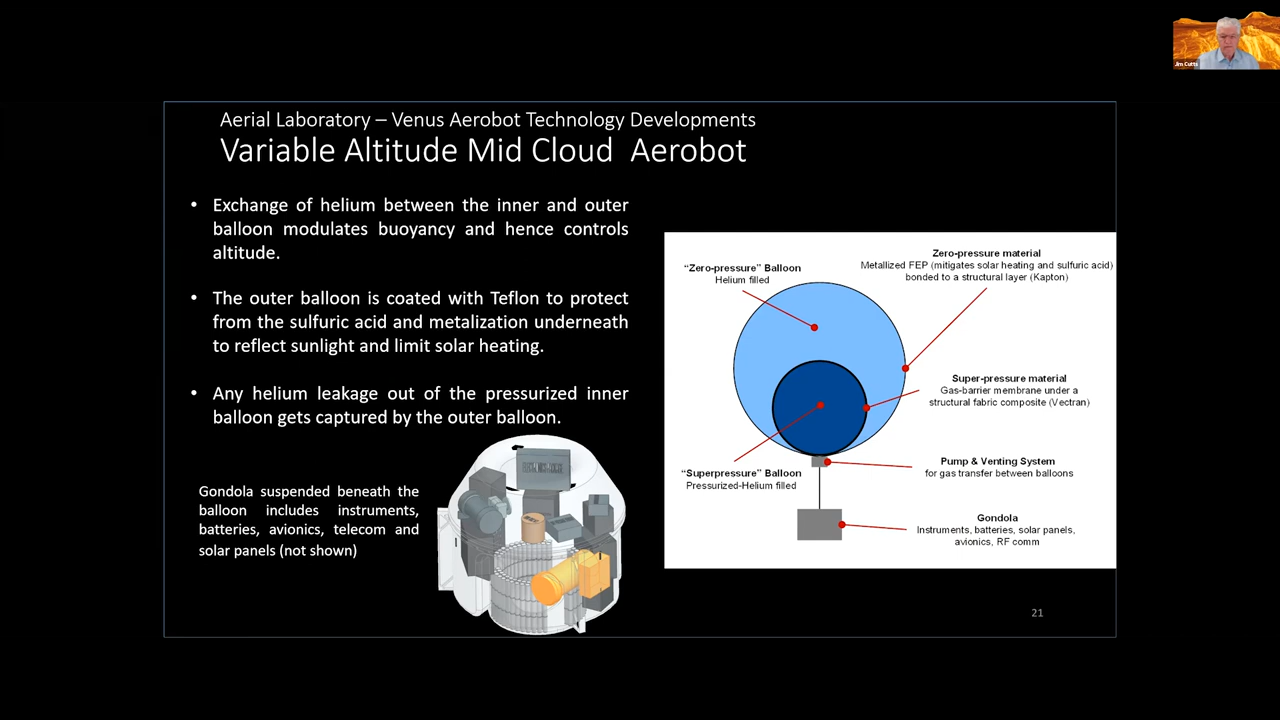 Jim Cutts
Aerial Laboratory – Venus Aerobot Technology Developments
Variable Altitude Mid Cloud Aerobot
• Exchange of helium between the inner and outer
balloon modulates buoyancy and hence controls
altitude.
• The outer balloon is coated with Teflon to protect
from the sulfuric acid and metalization underneath
to reflect sunlight and limit solar heating.
• Any helium leakage out of the pressurized inner
balloon gets captured by the outer balloon.
Gondola suspended beneath the
balloon includes instruments,
batteries, avionics, telecom and
solar panels (not shown)
“Zero-pressure” Balloon
Helium filled
Zero-pressure material
Metallized FEP (mitigates solar heating and sulfuric acid)
bonded to a structural layer (Kapton)
Super-pressure material
Gas-barrier membrane under a
structural fabric composite (Vectran)
“Superpressure” Balloon
Pressurized-Helium filled
Pump & Venting System
for gas transfer between balloons
Gondola
Instruments, batteries, solar panels,
avionics, RF comm
21